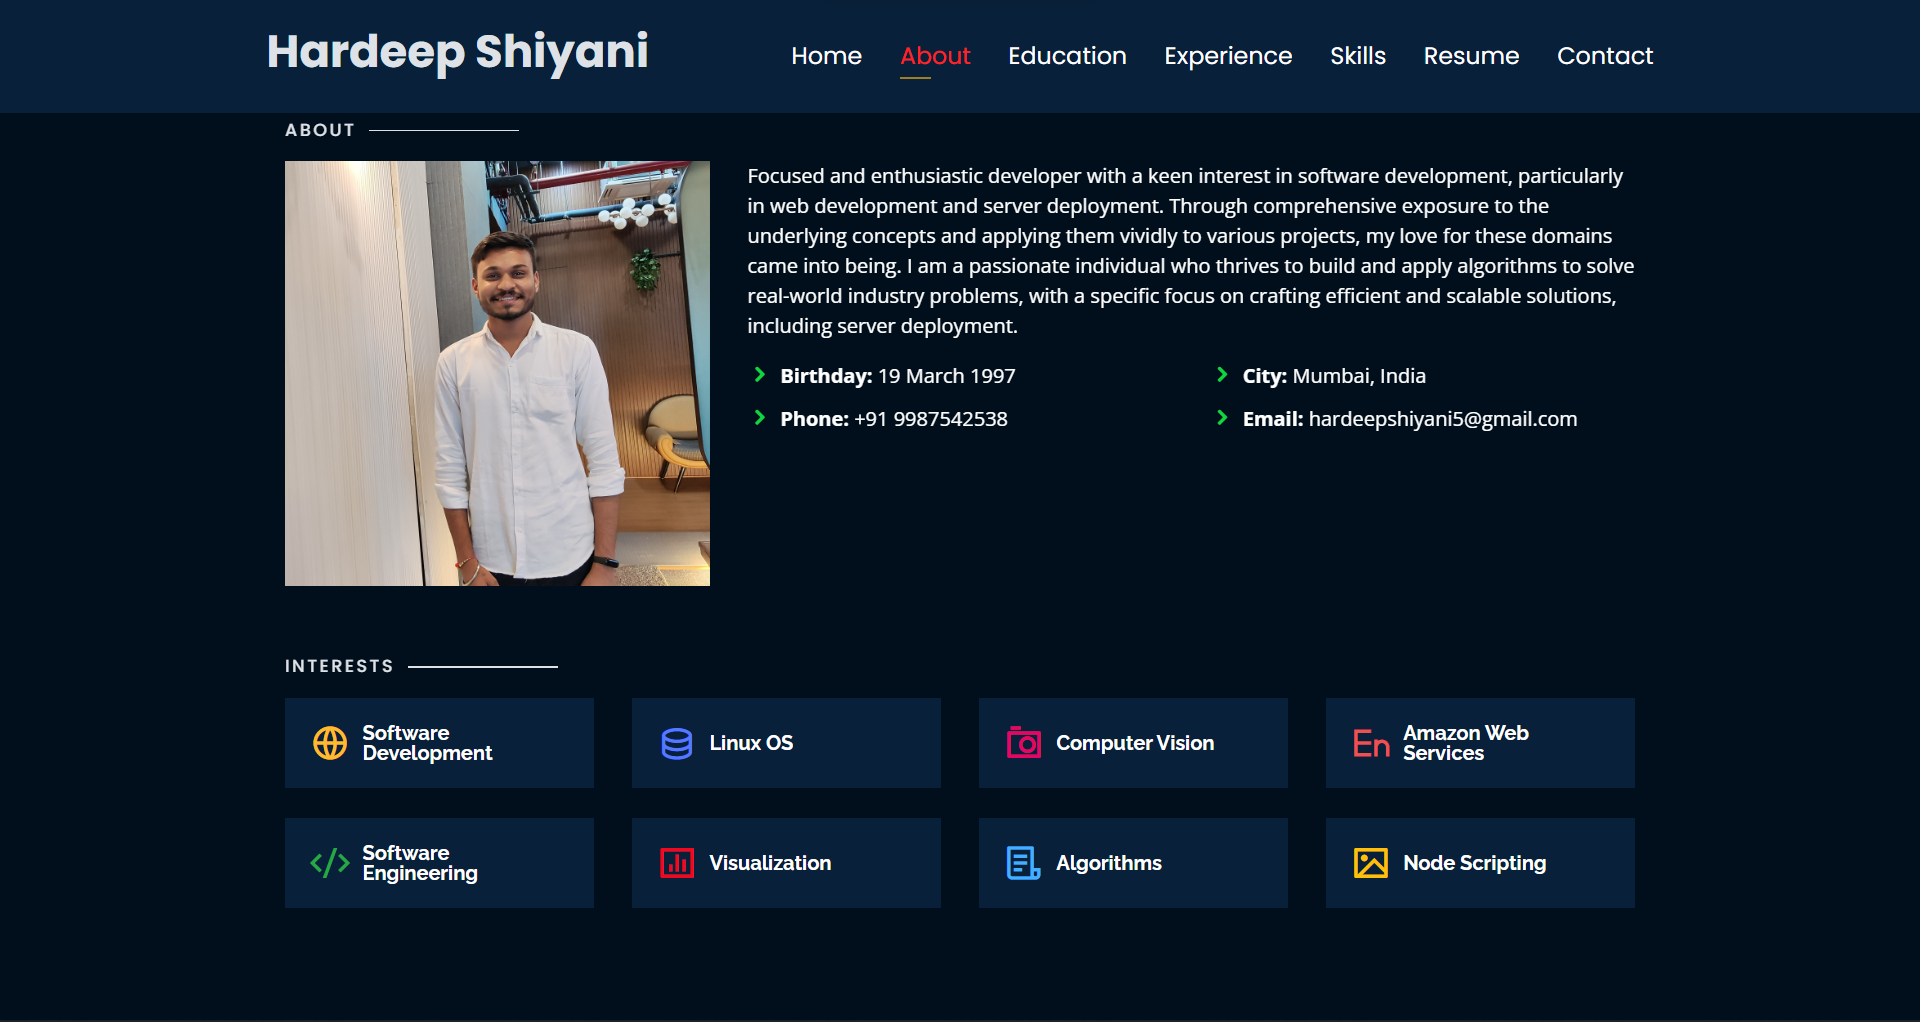 Hardeep Shiyani
Home About Education Experience Skills Resume Contact
ABOUT
Focused and enthusiastic developer with a keen interest in software development, particularly
in web development and server deployment. Through comprehensive exposure to the
underlying concepts and applying them vividly to various projects, my love for these domains
came into being. I am a passionate individual who thrives to build and apply algorithms to solve
real-world industry problems, with a specific focus on crafting efficient and scalable solutions,
including server deployment.
Birthday: 19 March 1997
City: Mumbai, India
Phone: +91 9987542538
Email: hardeepshiyani5@gmail.com
INTERESTS
Software
Development
Linux OS
Computer Vision
En
Amazon Web
Services
Software
Engineering
Visualization
Algorithms
Node Scripting